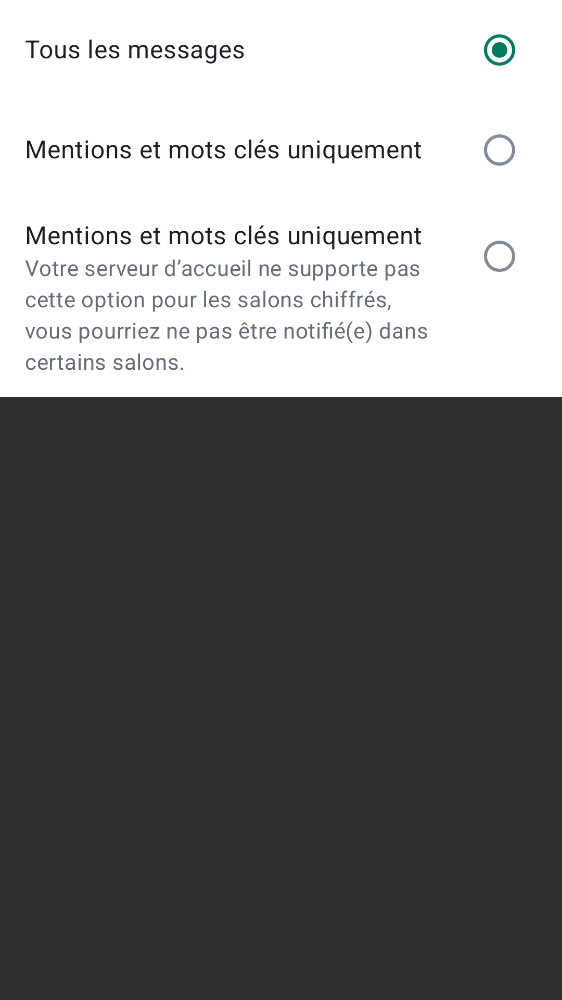 Tous les messages
Mentions et mots clés uniquement
Mentions et mots clés uniquement
Votre serveur d’accueil ne supporte pas
cette option pour les salons chiffrés,
vous pourriez ne pas être notifié(e) dans
certains salons.